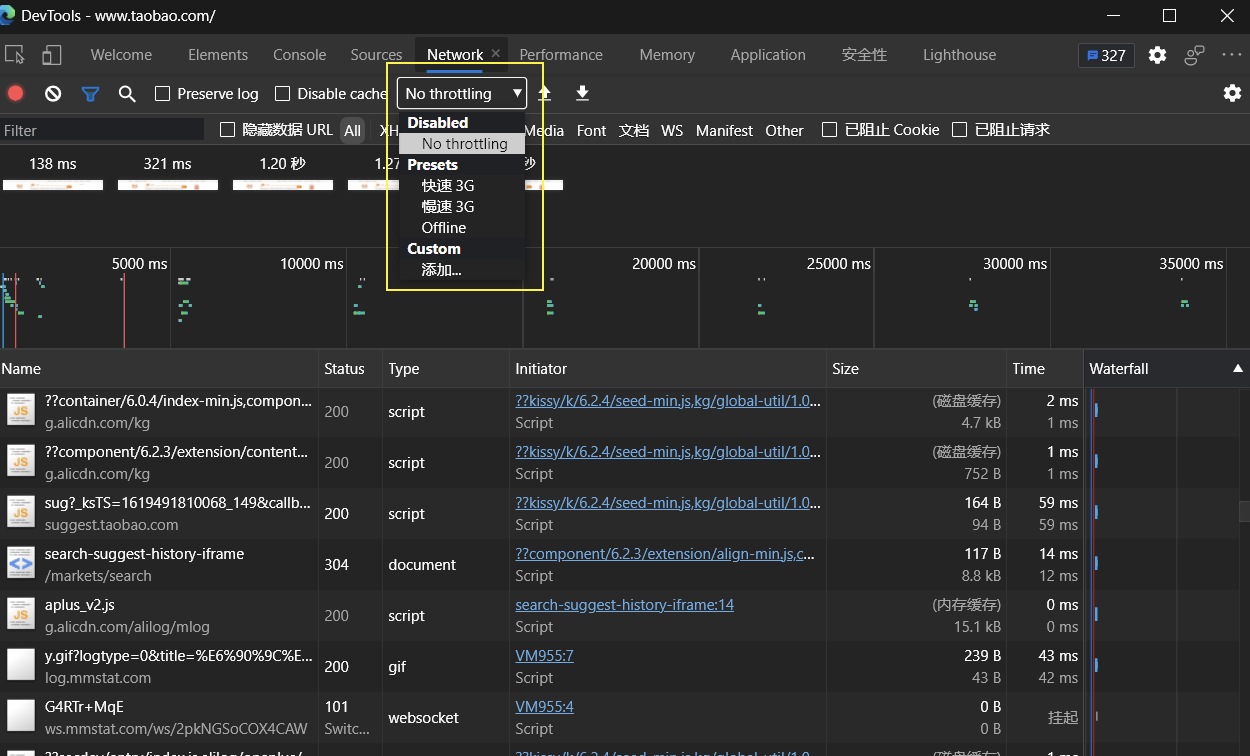 DevTools - www.taobao.com/
Welcome Elements Console Sources Network Performance Memory Application 安全性 Lighthouse 327
Preserve log Disable cache No throttling
Filter 隐藏数据 URL All XH Media Font 文档 WS Manifest Other 已阻止 Cookie 已阻止请求
Disabled
No throttling
Presets
快速 3G
慢速 3G
Offline
Custom
添加...
138 ms 321 ms 1.20 秒 1.27 秒
5000 ms 10000 ms 20000 ms 25000 ms 30000 ms 35000 ms
Name Status Type Initiator Size Time Waterfall
??container/6.0.4/index-min.js,compon... 200 script ??kissy/k/6.2.4/seed-min.js,kg/global-util/1.0... (磁盘缓存) 2 ms
g.alicdn.com/kg Script 4.7 kB 1 ms
??component/6.2.3/extension/content... 200 script ??kissy/k/6.2.4/seed-min.js,kg/global-util/1.0... (磁盘缓存) 1 ms
g.alicdn.com/kg Script 752 B 1 ms
sug?_ksTS=1619491810068_149&callb... 200 script ??kissy/k/6.2.4/seed-min.js,kg/global-util/1.0... 164 B 59 ms
suggest.taobao.com Script 94 B 59 ms
search-suggest-history-iframe 304 document ??component/6.2.3/extension/align-min.js,c... 117 B 14 ms
/markets/search Script 8.8 kB 12 ms
aplus_v2.js 200 script search-suggest-history-iframe:14 (内存缓存) 0 ms
g.alicdn.com/alilog/mlog Script 15.1 kB 0 ms
y.gif?logtype=0&title=%E6%90%9C%E... 200 gif VM955:7 239 B 43 ms
log.mmstat.com Script 43 B 42 ms
G4RTr+MqE 101 websocket VM955:4 0 B 挂起
ws.mmstat.com/ws/2pkNGSoCOX4CAW Switc... Script 0 B